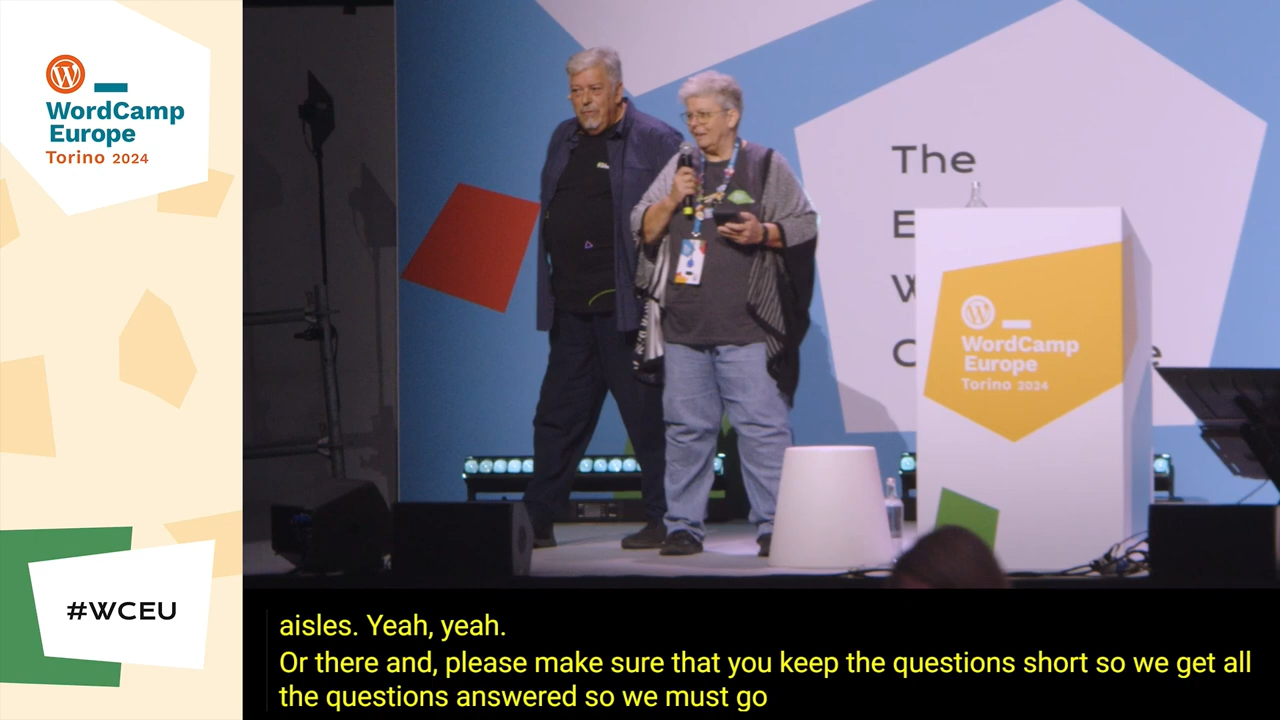 WordCamp
Europe
Torino 2024
#WCEU
The
E
W
C e
WordCamp
Europe
Torino 2024
aisles. Yeah, yeah.
Or there and, please make sure that you keep the questions short so we get all
the questions answered so we must go